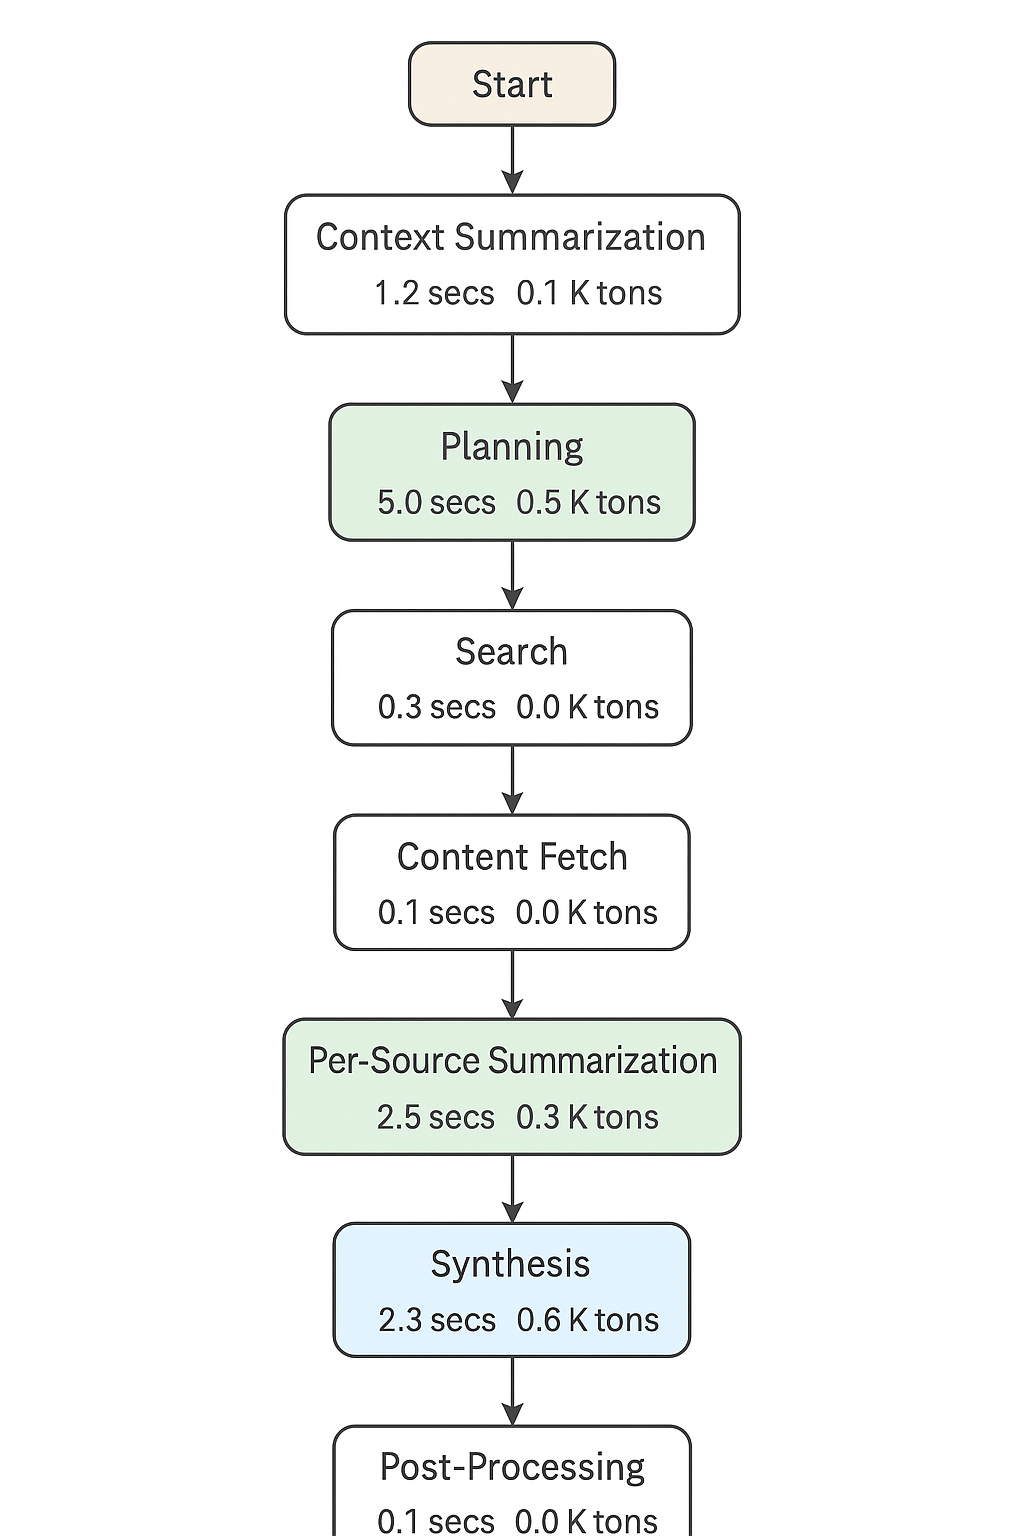 Start
Context Summarization
1.2 secs 0.1 K tons
Planning
5.0 secs 0.5 K tons
Search
0.3 secs 0.0 K tons
Content Fetch
0.1 secs 0.0 K tons
Per-Source Summarization
2.5 secs 0.3 K tons
Synthesis
2.3 secs 0.6 K tons
Post-Processing
0.1 secs 0.0 K tons